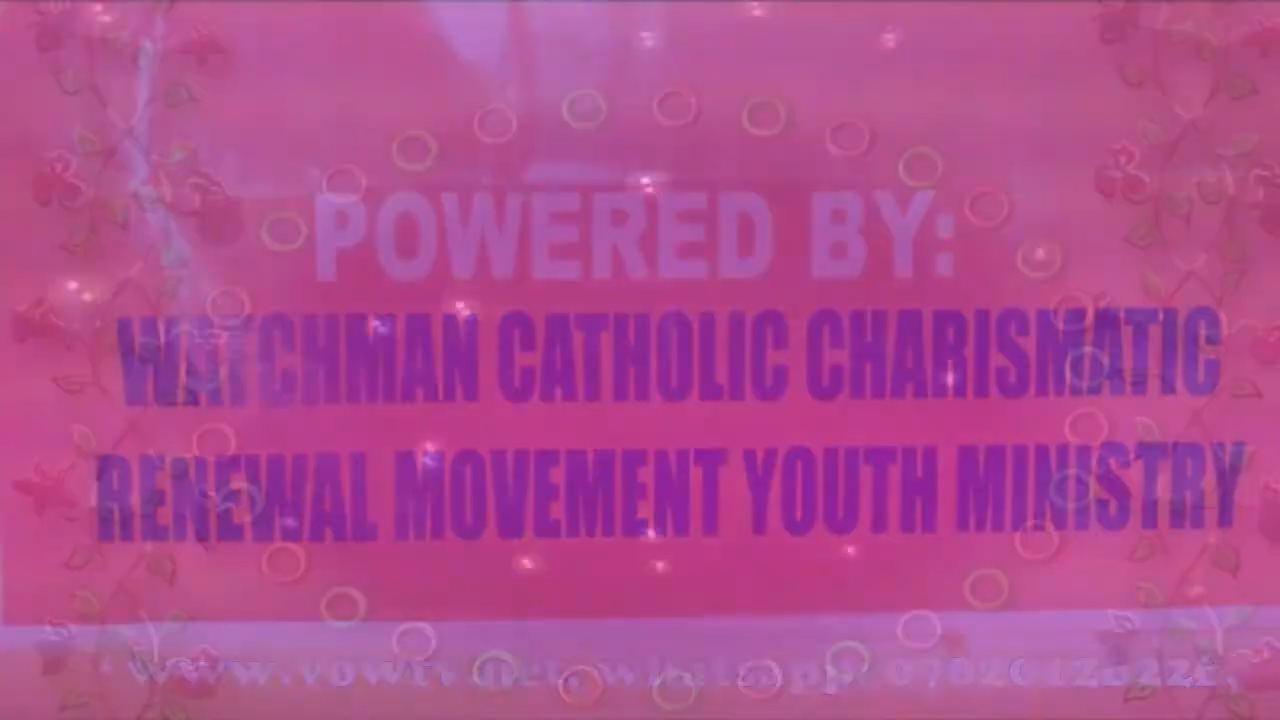 POWERED BY:
WATCHMAN CATHOLIC CHARISMATIC
RENEWAL MOVEMENT YOUTH MINISTRY